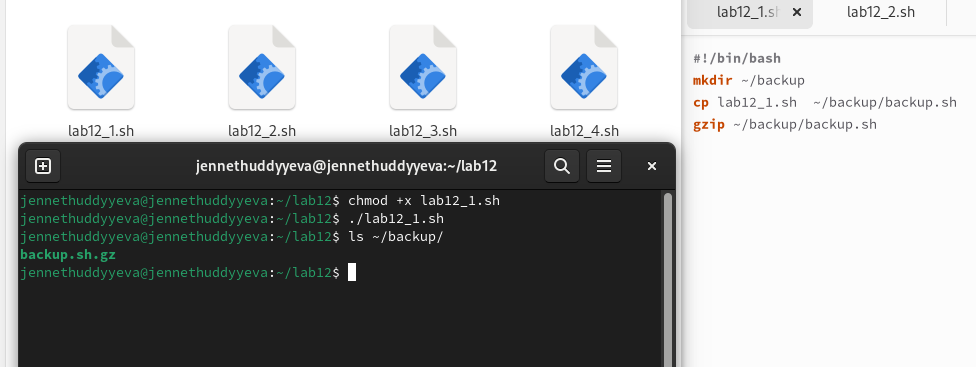 lab12_1.sh
lab12_2.sh
lab12_3.sh
lab12_4.sh
jennethuddyyeva@jennethuddyyeva:~/lab12
jennethuddyyeva@jennethuddyyeva:~/lab12$ chmod +x lab12_1.sh
jennethuddyyeva@jennethuddyyeva:~/lab12$ ./lab12_1.sh
jennethuddyyeva@jennethuddyyeva:~/lab12$ ls ~/backup/
backup.sh.gz
jennethuddyyeva@jennethuddyyeva:~/lab12$
lab12_1.sh
lab12_2.sh
#!/bin/bash
mkdir ~/backup
cp lab12_1.sh  ~/backup/backup.sh
gzip ~/backup/backup.sh